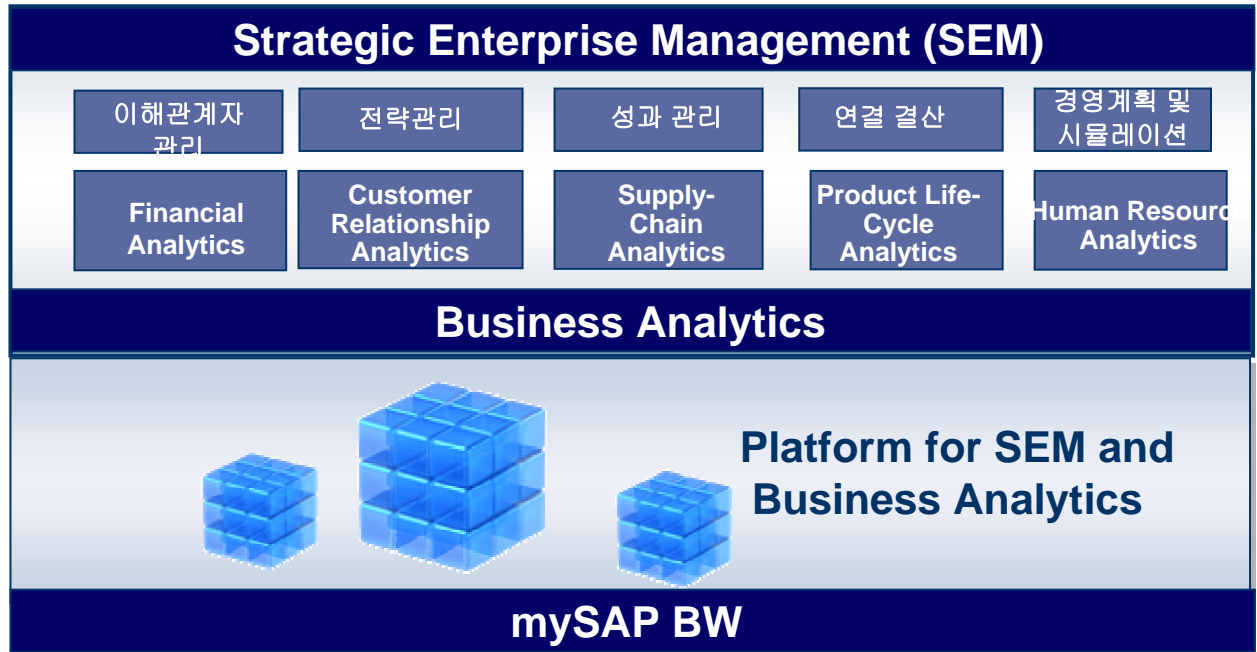 Strategic Enterprise Management (SEM)
이해관계자
관리
전략관리
성과 관리
연결 결산
경영계획 및
시뮬레이션
Financial
Analytics
Customer
Relationship
Analytics
Supply-
Chain
Analytics
Product Life-
Cycle
Analytics
Human Resource
Analytics
Business Analytics
Platform for SEM and
Business Analytics
mySAP BW